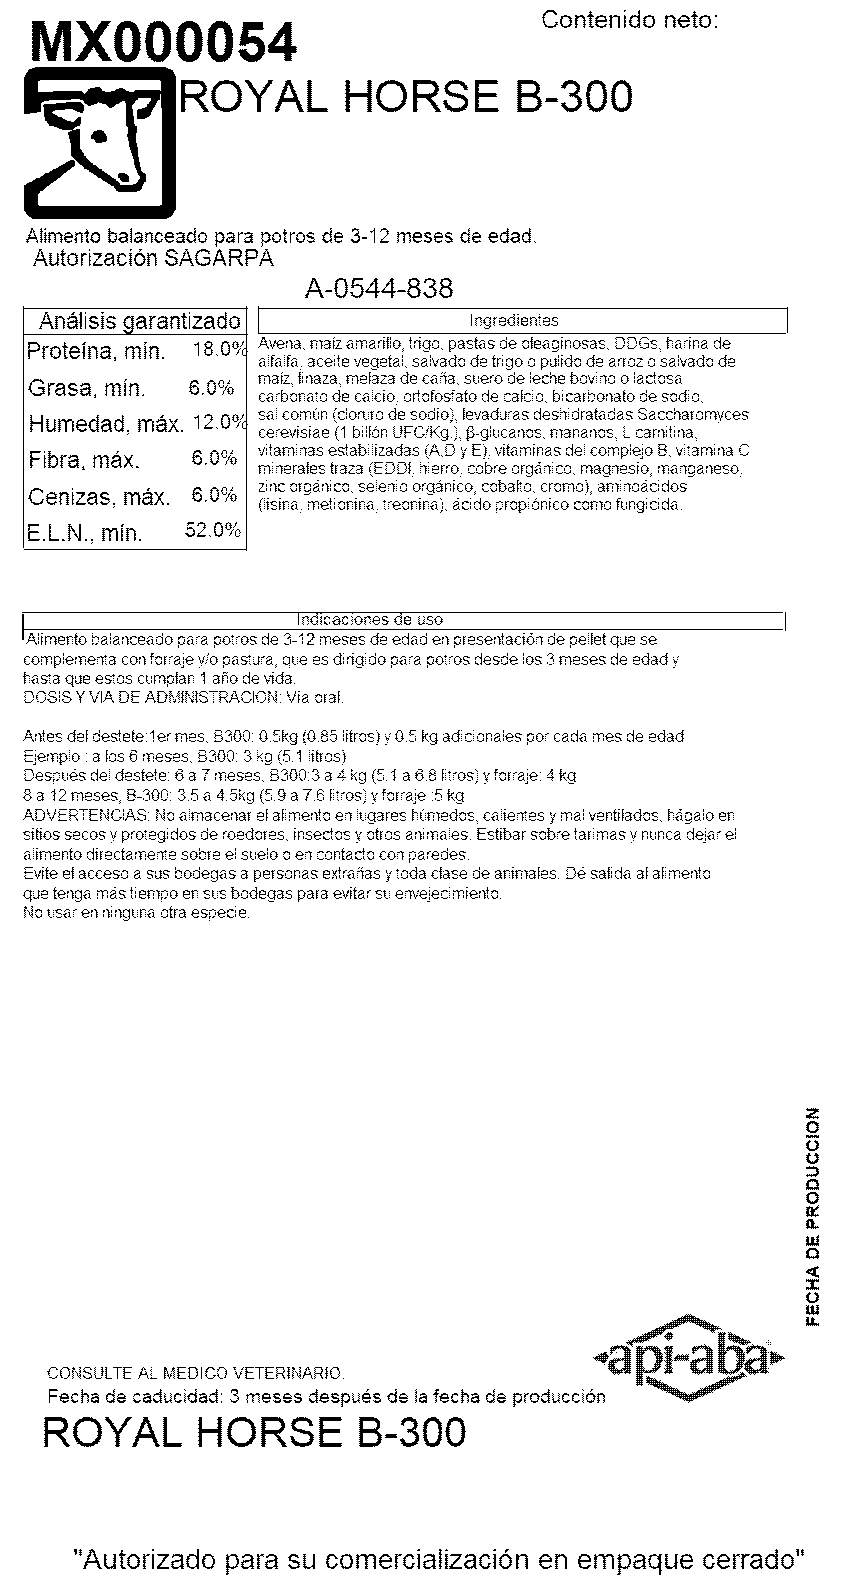 Contenido neto:
MX000054
ROYAL HORSE B-300
Alimento balanceado para potros de 3-12 meses de edad.
Autorización SAGARPA
A-0544-838
Análisis garantizado
Proteína, mín. 18.0%
Grasa, mín. 6.0%
Humedad, máx. 12.0%
Fibra, máx. 6.0%
Cenizas, máx. 6.0%
E.L.N., mín. 52.0%
Ingredientes
Avena, maíz amarillo, trigo, pastas de oleaginosas, DDGs, harina de
alfalfa, aceite vegetal, salvado de trigo o pulido de arroz o salvado de
maíz, linaza, melaza de caña, suero de leche bovino o lactosa
carbonato de calcio, ortofosfato de calcio, bicarbonato de sodio,
sal común (cloruro de sodio), levaduras deshidratadas Saccharomyces
cerevisiae (1 billón UFC/Kg.), β-glucanos, mananos, L carnitina,
vitaminas estabilizadas (A,D y E), vitaminas del complejo B, vitamina C
minerales traza (EDDI, hierro, cobre orgánico, magnesio, manganeso,
zinc orgánico, selenio orgánico, cobalto, cromo), aminoácidos
(lisina, metionina, treonina), ácido propiónico como fungicida.
Indicaciones de uso
Alimento balanceado para potros de 3-12 meses de edad en presentación de pellet que se
complementa con forraje y/o pastura, que es dirigido para potros desde los 3 meses de edad y
hasta que estos cumplan 1 año de vida.
DOSIS Y VIA DE ADMINISTRACION: Via oral.
Antes del destete:1er mes, B300: 0.5kg (0.85 litros) y 0.5 kg adicionales por cada mes de edad
Ejemplo : a los 6 meses, B300: 3 kg (5.1 litros)
Después del destete: 6 a 7 meses, B300:3 a 4 kg (5.1 a 6.8 litros) y forraje: 4 kg
8 a 12 meses, B-300: 3.5 a 4.5kg (5.9 a 7.6 litros) y forraje :5 kg
ADVERTENCIAS: No almacenar el alimento en lugares húmedos, calientes y mal ventilados, hágalo en
sitios secos y protegidos de roedores, insectos y otros animales. Estibar sobre tarimas y nunca dejar el
alimento directamente sobre el suelo o en contacto con paredes.
Evite el acceso a sus bodegas a personas extrañas y toda clase de animales. Dé salida al alimento
que tenga más tiempo en sus bodegas para evitar su envejecimiento.
No usar en ninguna otra especie.
FECHA DE PRODUCCION
api-aba
CONSULTE AL MEDICO VETERINARIO.
Fecha de caducidad: 3 meses después de la fecha de producción
ROYAL HORSE B-300
"Autorizado para su comercialización en empaque cerrado"